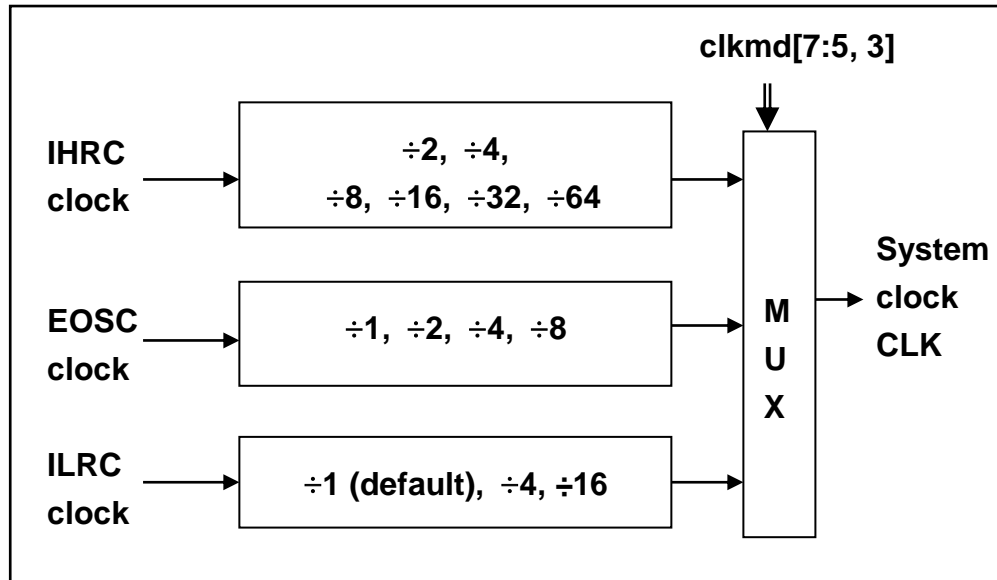 clkmd[7:5, 3]
IHRC
clock
÷2, ÷4,
÷8, ÷16, ÷32, ÷64
EOSC
clock
÷1, ÷2, ÷4, ÷8
ILRC
clock
÷1 (default), ÷4, ÷16
M
U
X
System
clock
CLK